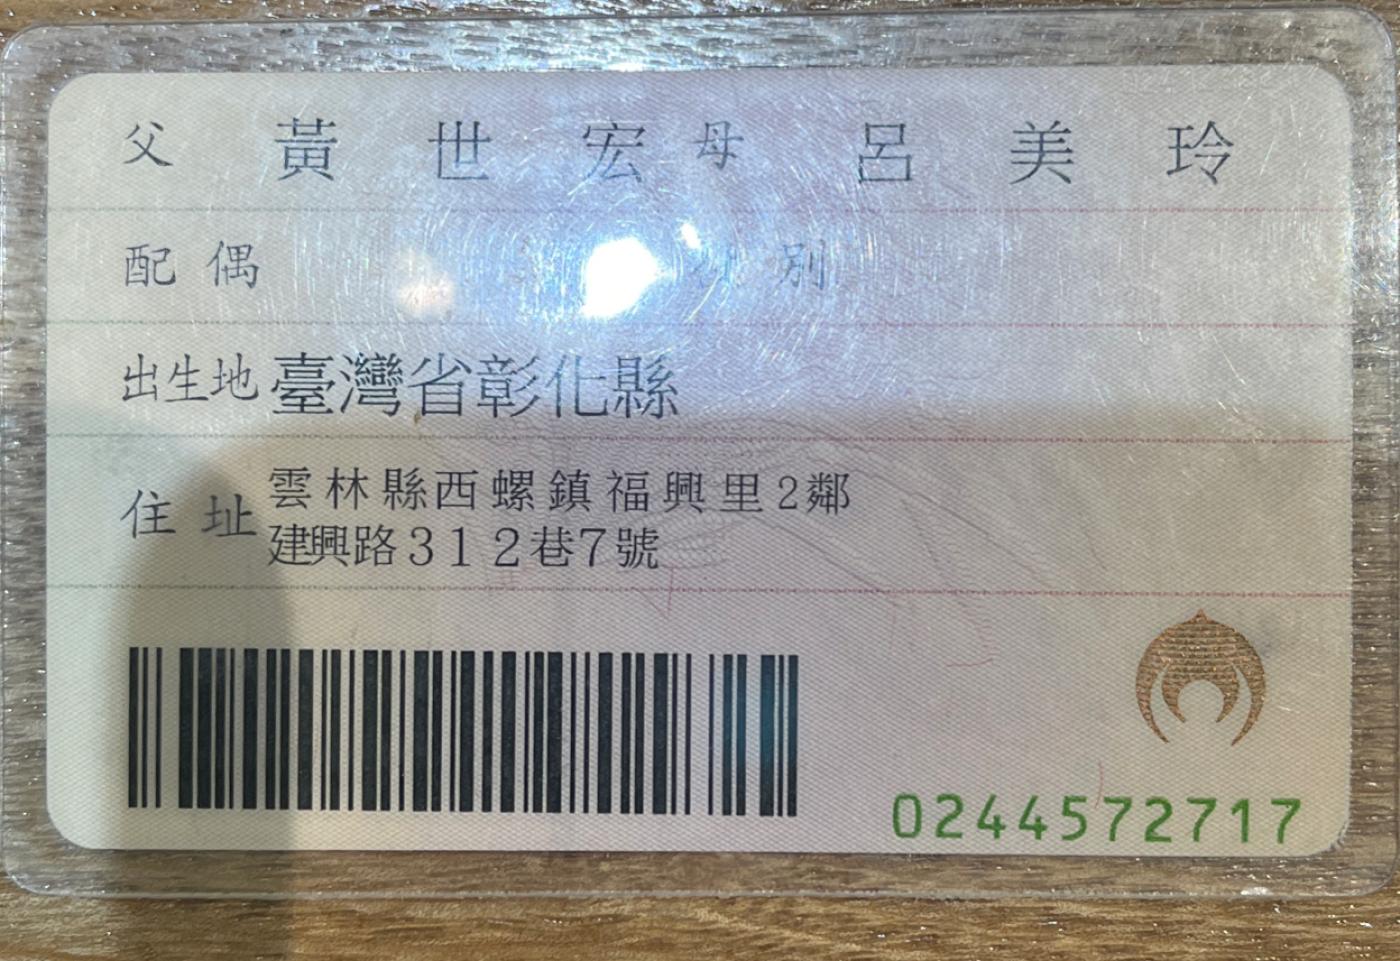 父 黃世宏 母 呂美玲
配偶 役別
出生地 臺灣省彰化縣
住址 雲林縣西螺鎮福興里2鄰
建興路312巷7號
0244572717